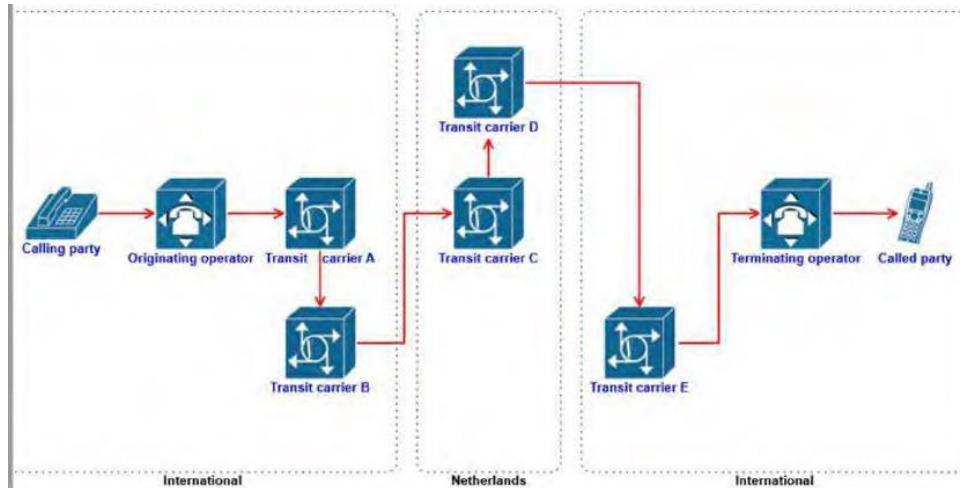 Transit carrier D
Calling party
Originating operator
Transit carrier A
Transit carrier C
Terminating operator
Called party
Transit carrier B
Transit carrier E
International
Netherlands
International